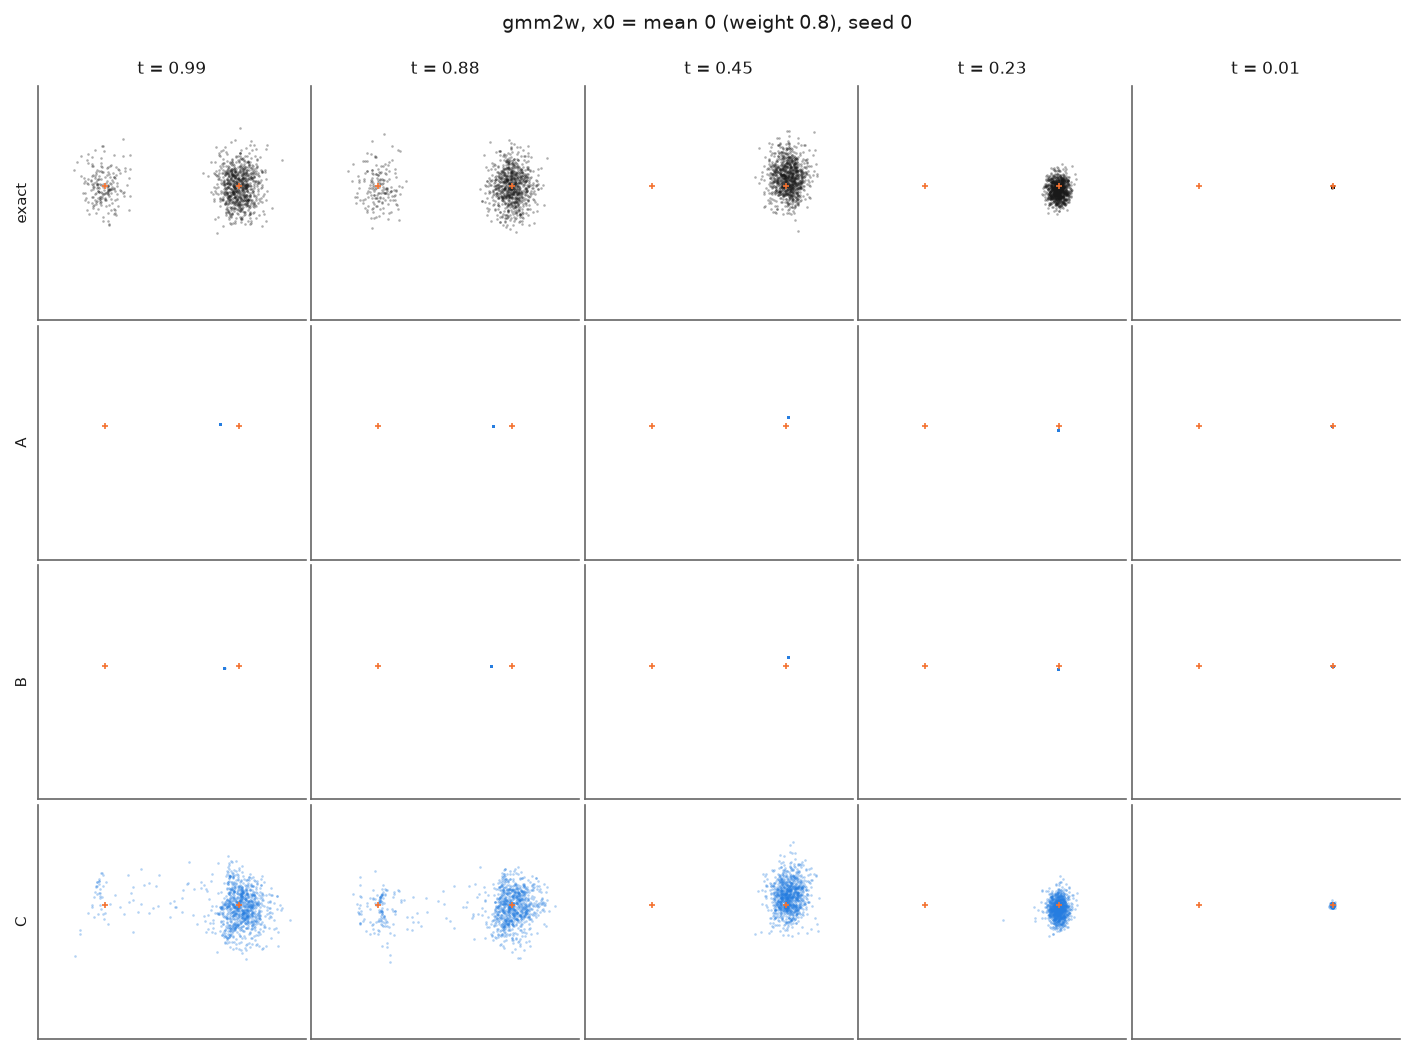 gmm2w, x0 = mean 0 (weight 0.8), seed 0
t = 0.99 t = 0.88 t = 0.45 t = 0.23 t = 0.01
exact
A
B
C